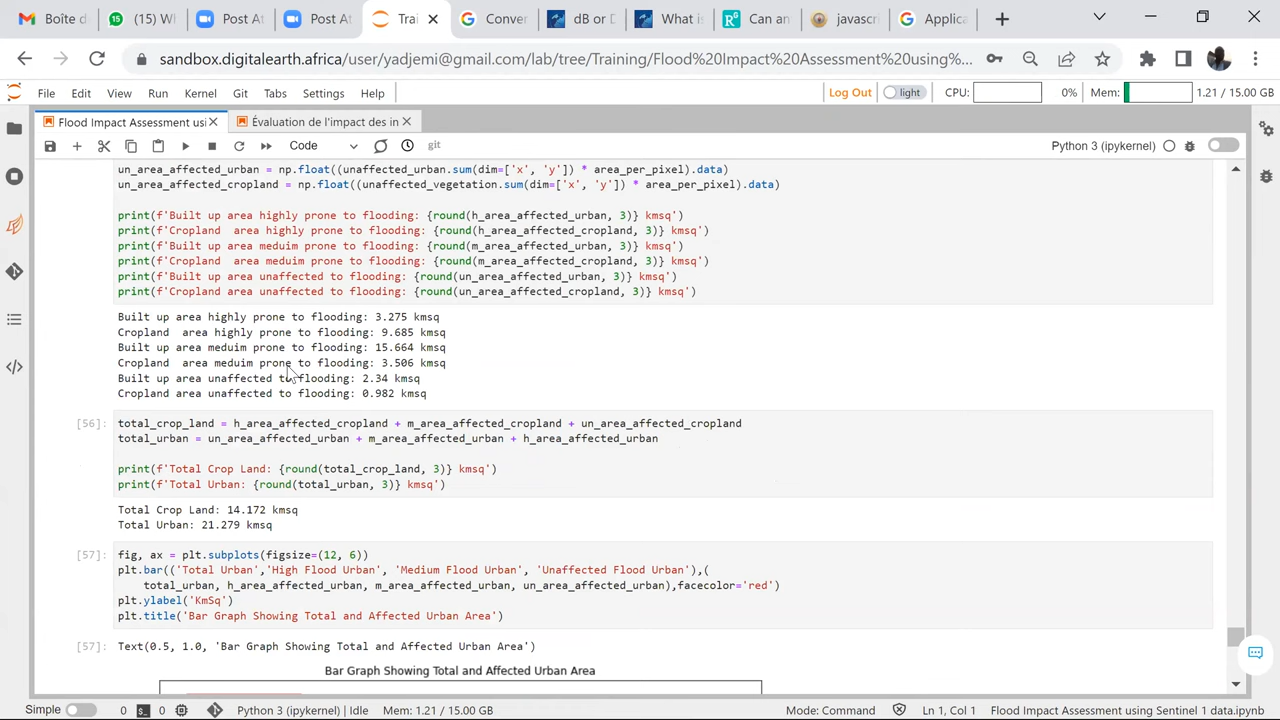 Boîte d
(15) Wh
Post At
Post At
Trai
Conver
dB or D
What is
Can an
javascri
Applica
sandbox.digitalearth.africa/user/yadjemi@gmail.com/lab/tree/Training/Flood%20Impact%20Assessment%20using%...
File Edit View Run Kernel Git Tabs Settings Help
Log Out light CPU: 0% Mem: 1.21 / 15.00 GB
Flood Impact Assessment usi
Évaluation de l'impact des in
Code git Python 3 (ipykernel)
un_area_affected_urban = np.float((unaffected_urban.sum(dim=['x', 'y']) * area_per_pixel).data)
un_area_affected_cropland = np.float((unaffected_vegetation.sum(dim=['x', 'y']) * area_per_pixel).data)
print(f'Built up area highly prone to flooding: {round(h_area_affected_urban, 3)} kmsq')
print(f'Cropland  area highly prone to flooding: {round(h_area_affected_cropland, 3)} kmsq')
print(f'Built up area meduim prone to flooding: {round(m_area_affected_urban, 3)} kmsq')
print(f'Cropland  area meduim prone to flooding: {round(m_area_affected_cropland, 3)} kmsq')
print(f'Built up area unaffected to flooding: {round(un_area_affected_urban, 3)} kmsq')
print(f'Cropland area unaffected to flooding: {round(un_area_affected_cropland, 3)} kmsq')
Built up area highly prone to flooding: 3.275 kmsq
Cropland  area highly prone to flooding: 9.685 kmsq
Built up area meduim prone to flooding: 15.664 kmsq
Cropland  area meduim prone to flooding: 3.506 kmsq
Built up area unaffected to flooding: 2.34 kmsq
Cropland area unaffected to flooding: 0.982 kmsq
[56]: total_crop_land = h_area_affected_cropland + m_area_affected_cropland + un_area_affected_cropland
total_urban = un_area_affected_urban + m_area_affected_urban + h_area_affected_urban
print(f'Total Crop Land: {round(total_crop_land, 3)} kmsq')
print(f'Total Urban: {round(total_urban, 3)} kmsq')
Total Crop Land: 14.172 kmsq
Total Urban: 21.279 kmsq
[57]: fig, ax = plt.subplots(figsize=(12, 6))
plt.bar(('Total Urban','High Flood Urban', 'Medium Flood Urban', 'Unaffected Flood Urban'),(
total_urban, h_area_affected_urban, m_area_affected_urban, un_area_affected_urban),facecolor='red')
plt.ylabel('KmSq')
plt.title('Bar Graph Showing Total and Affected Urban Area')
[57]: Text(0.5, 1.0, 'Bar Graph Showing Total and Affected Urban Area')
Bar Graph Showing Total and Affected Urban Area
Simple 0 0 Python 3 (ipykernel) | Idle Mem: 1.21 / 15.00 GB Mode: Command Ln 1, Col 1 Flood Impact Assessment using Sentinel 1 data.ipynb